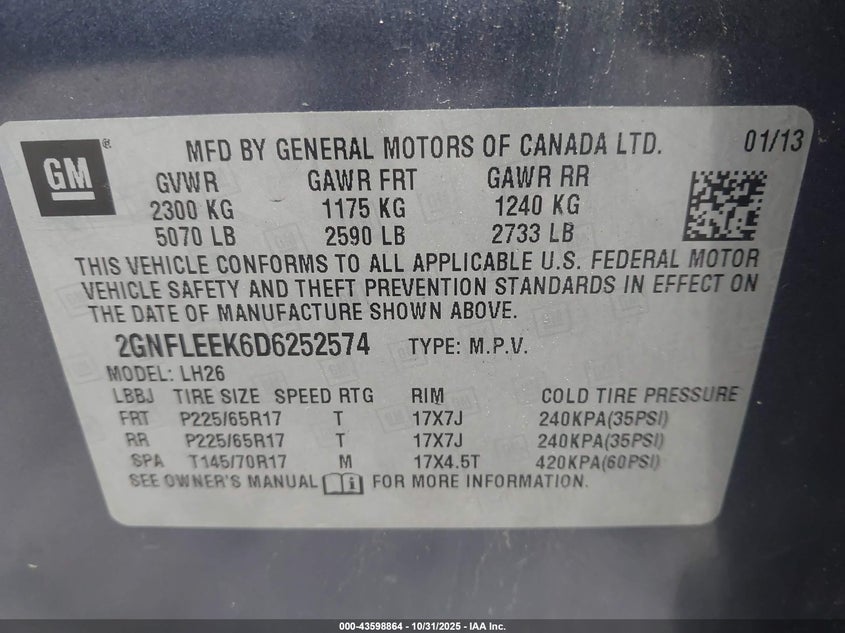 GM ®
MFD BY GENERAL MOTORS OF CANADA LTD. 01/13
GVWR GAWR FRT GAWR RR
2300 KG 1175 KG 1240 KG
5070 LB 2590 LB 2733 LB
THIS VEHICLE CONFORMS TO ALL APPLICABLE U.S. FEDERAL MOTOR
VEHICLE SAFETY AND THEFT PREVENTION STANDARDS IN EFFECT ON
THE DATE OF MANUFACTURE SHOWN ABOVE.
2GNFLEEK6D6252574 TYPE: M.P.V.
MODEL: LH26
LBBJ TIRE SIZE SPEED RTG RIM COLD TIRE PRESSURE
FRT P225/65R17 T 17X7J 240KPA(35PSI)
RR P225/65R17 T 17X7J 240KPA(35PSI)
SPA T145/70R17 M 17X4.5T 420KPA(60PSI)
SEE OWNER'S MANUAL FOR MORE INFORMATION.
000-43598864 - 10/31/2025 - IAA Inc.